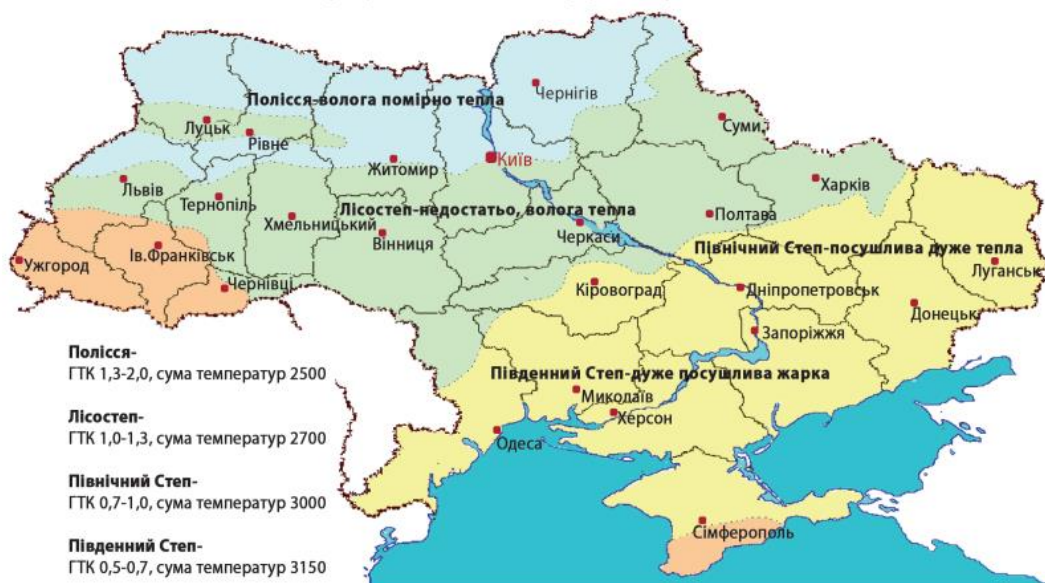 Чернігів
Полісся-волога помірно тепла
Луцьк
Суми
Рівне
Київ
Житомир
Львів
Харків
Тернопіль
Лісостеп-недостатьо, волога тепла
Хмельницький
Полтава
Вінниця
Черкаси
Північний Степ-посушлива дуже тепла
Ужгород
Ів.Франківськ
Луганськ
Чернівці
Кіровоград
Дніпропетровськ
Донецьк
Запоріжжя
Полісся-
ГТК 1,3-2,0, сума температур 2500
Південний Степ-дуже посушлива жарка
Миколаїв
Херсон
Лісостеп-
ГТК 1,0-1,3, сума температур 2700
Одеса
Північний Степ-
ГТК 0,7-1,0, сума температур 3000
Сімферополь
Південний Степ-
ГТК 0,5-0,7, сума температур 3150